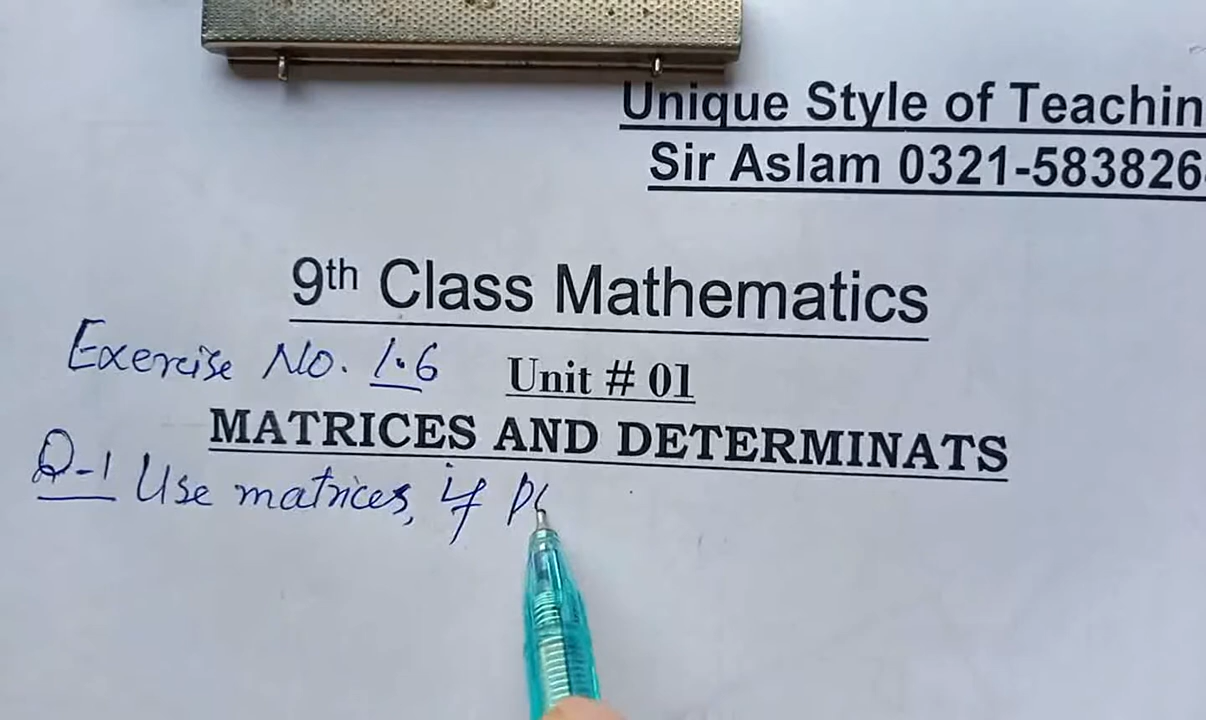 Unique Style of Teachin
Sir Aslam 0321-583826
9th Class Mathematics
Exercise No. 1.6
Unit # 01
MATRICES AND DETERMINATS
Q-1 Use matrices, if